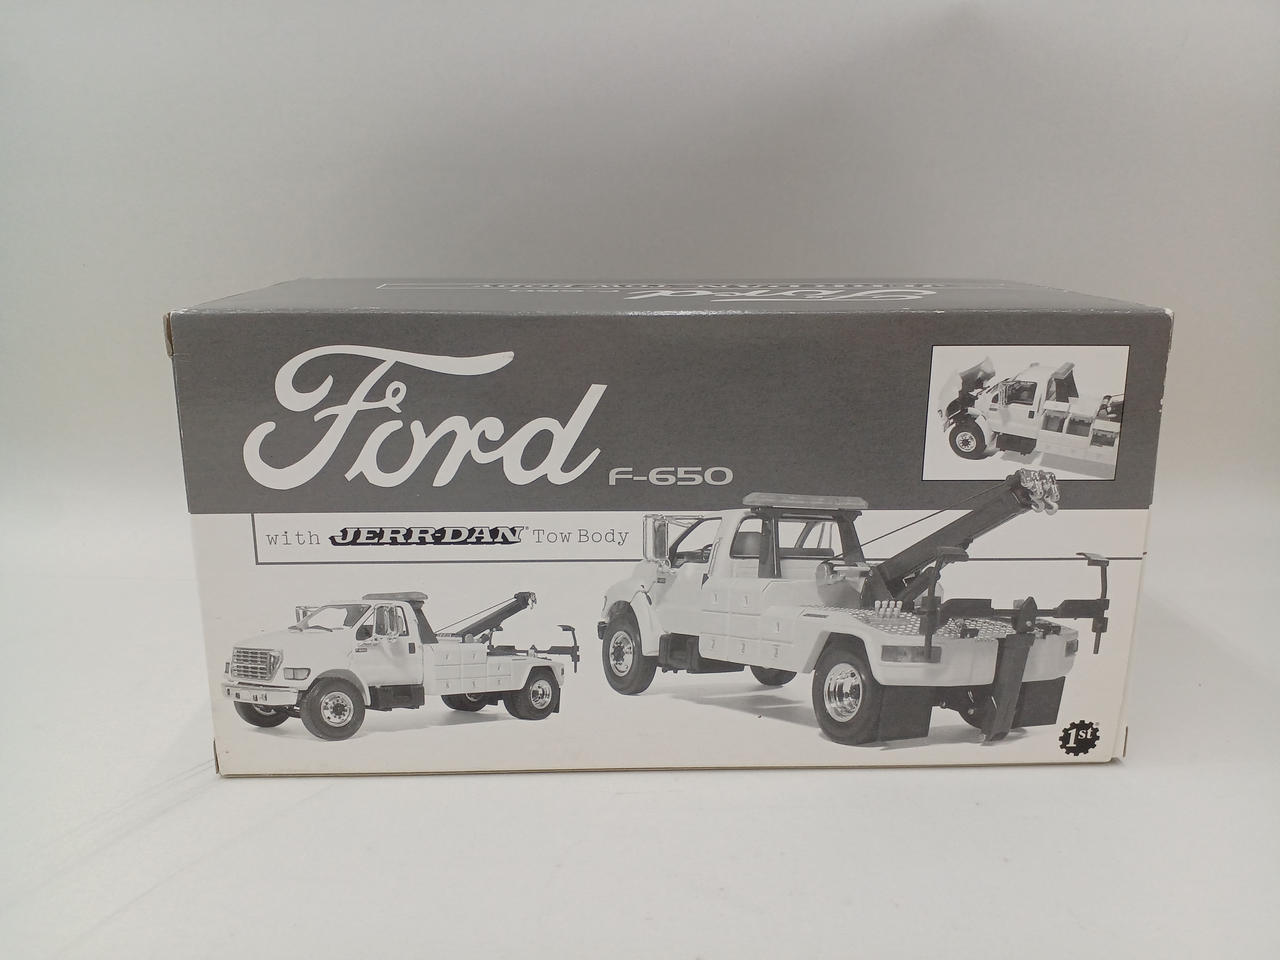 Ford
F-650
with JERR-DAN® Tow Body
1st